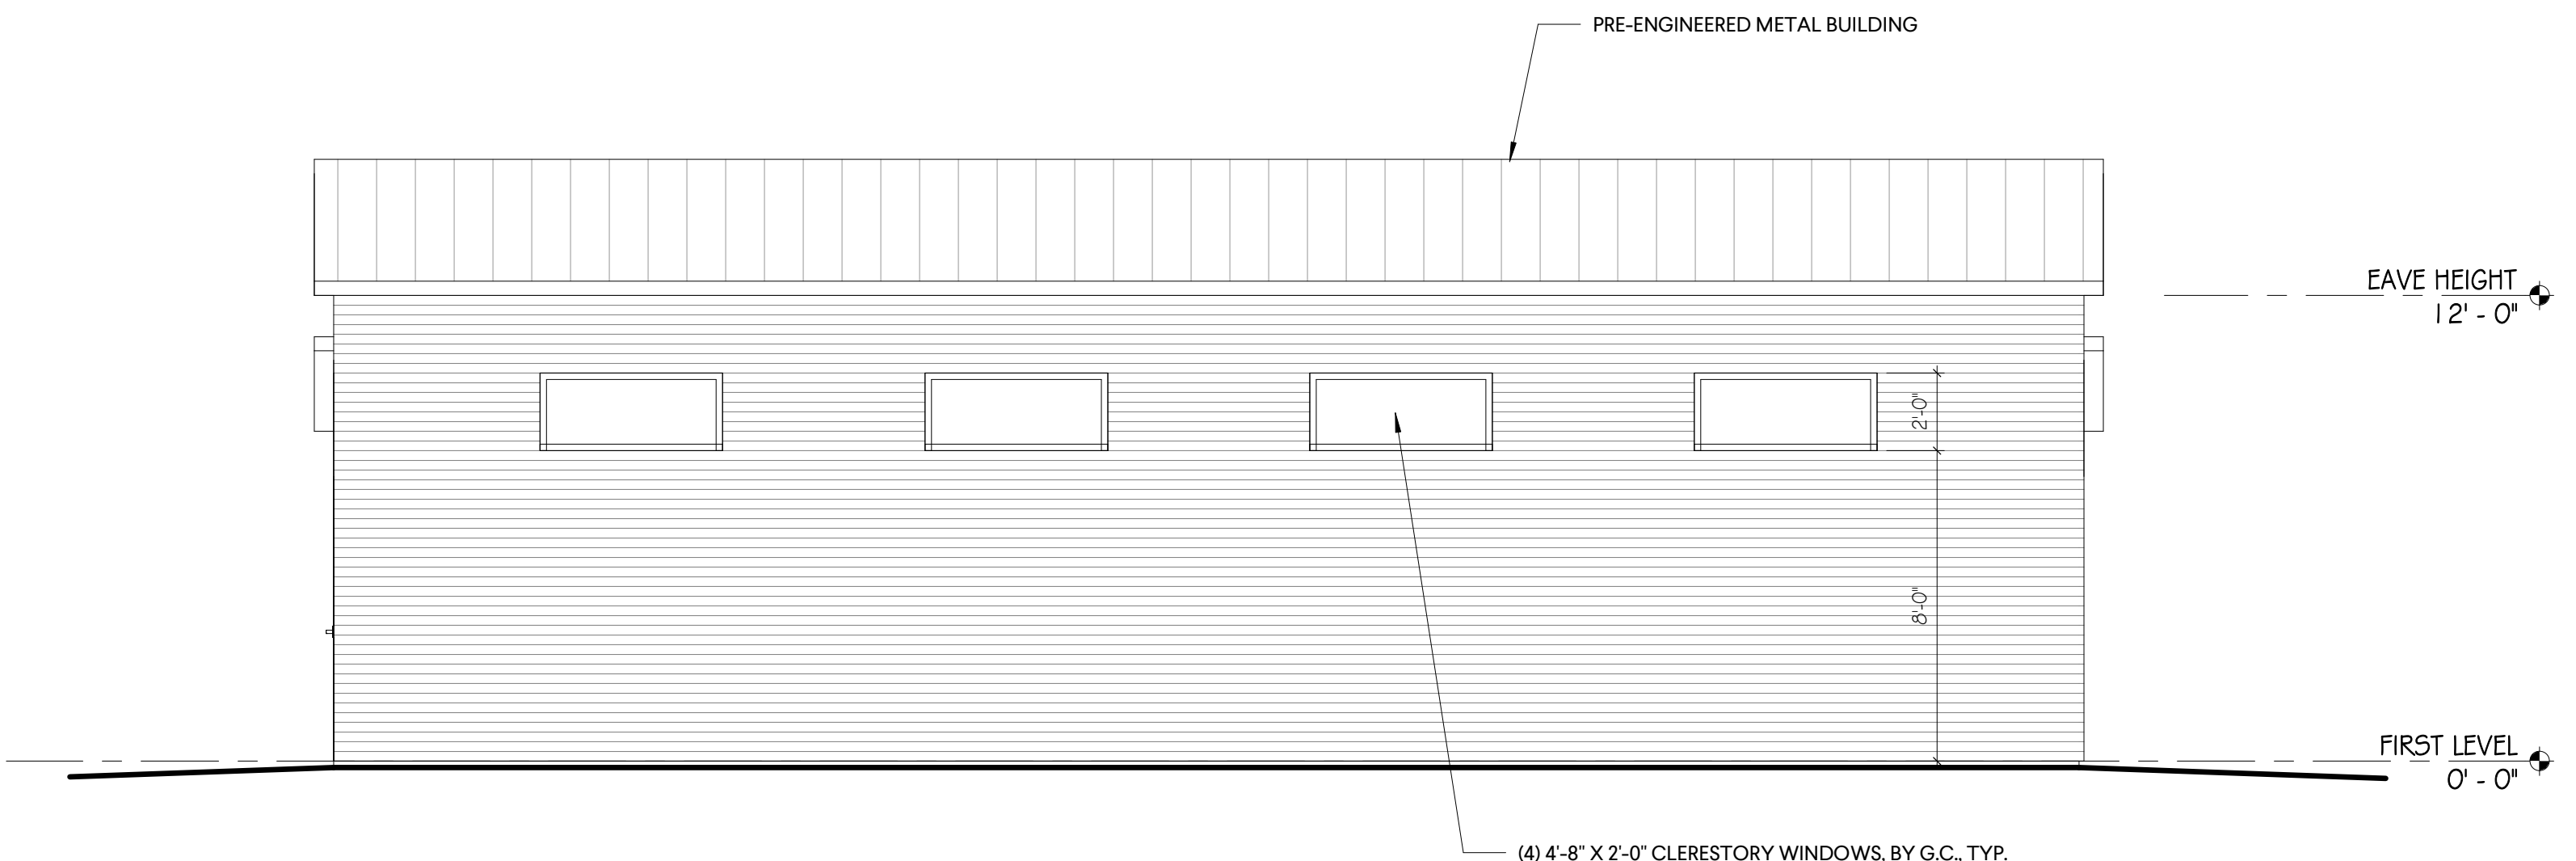 PRE-ENGINEERED METAL BUILDING
EAVE HEIGHT
12' - 0"
2'-0"
8'-0"
FIRST LEVEL
0' - 0"
(4) 4'-8" X 2'-0" CLERESTORY WINDOWS, BY G.C., TYP.